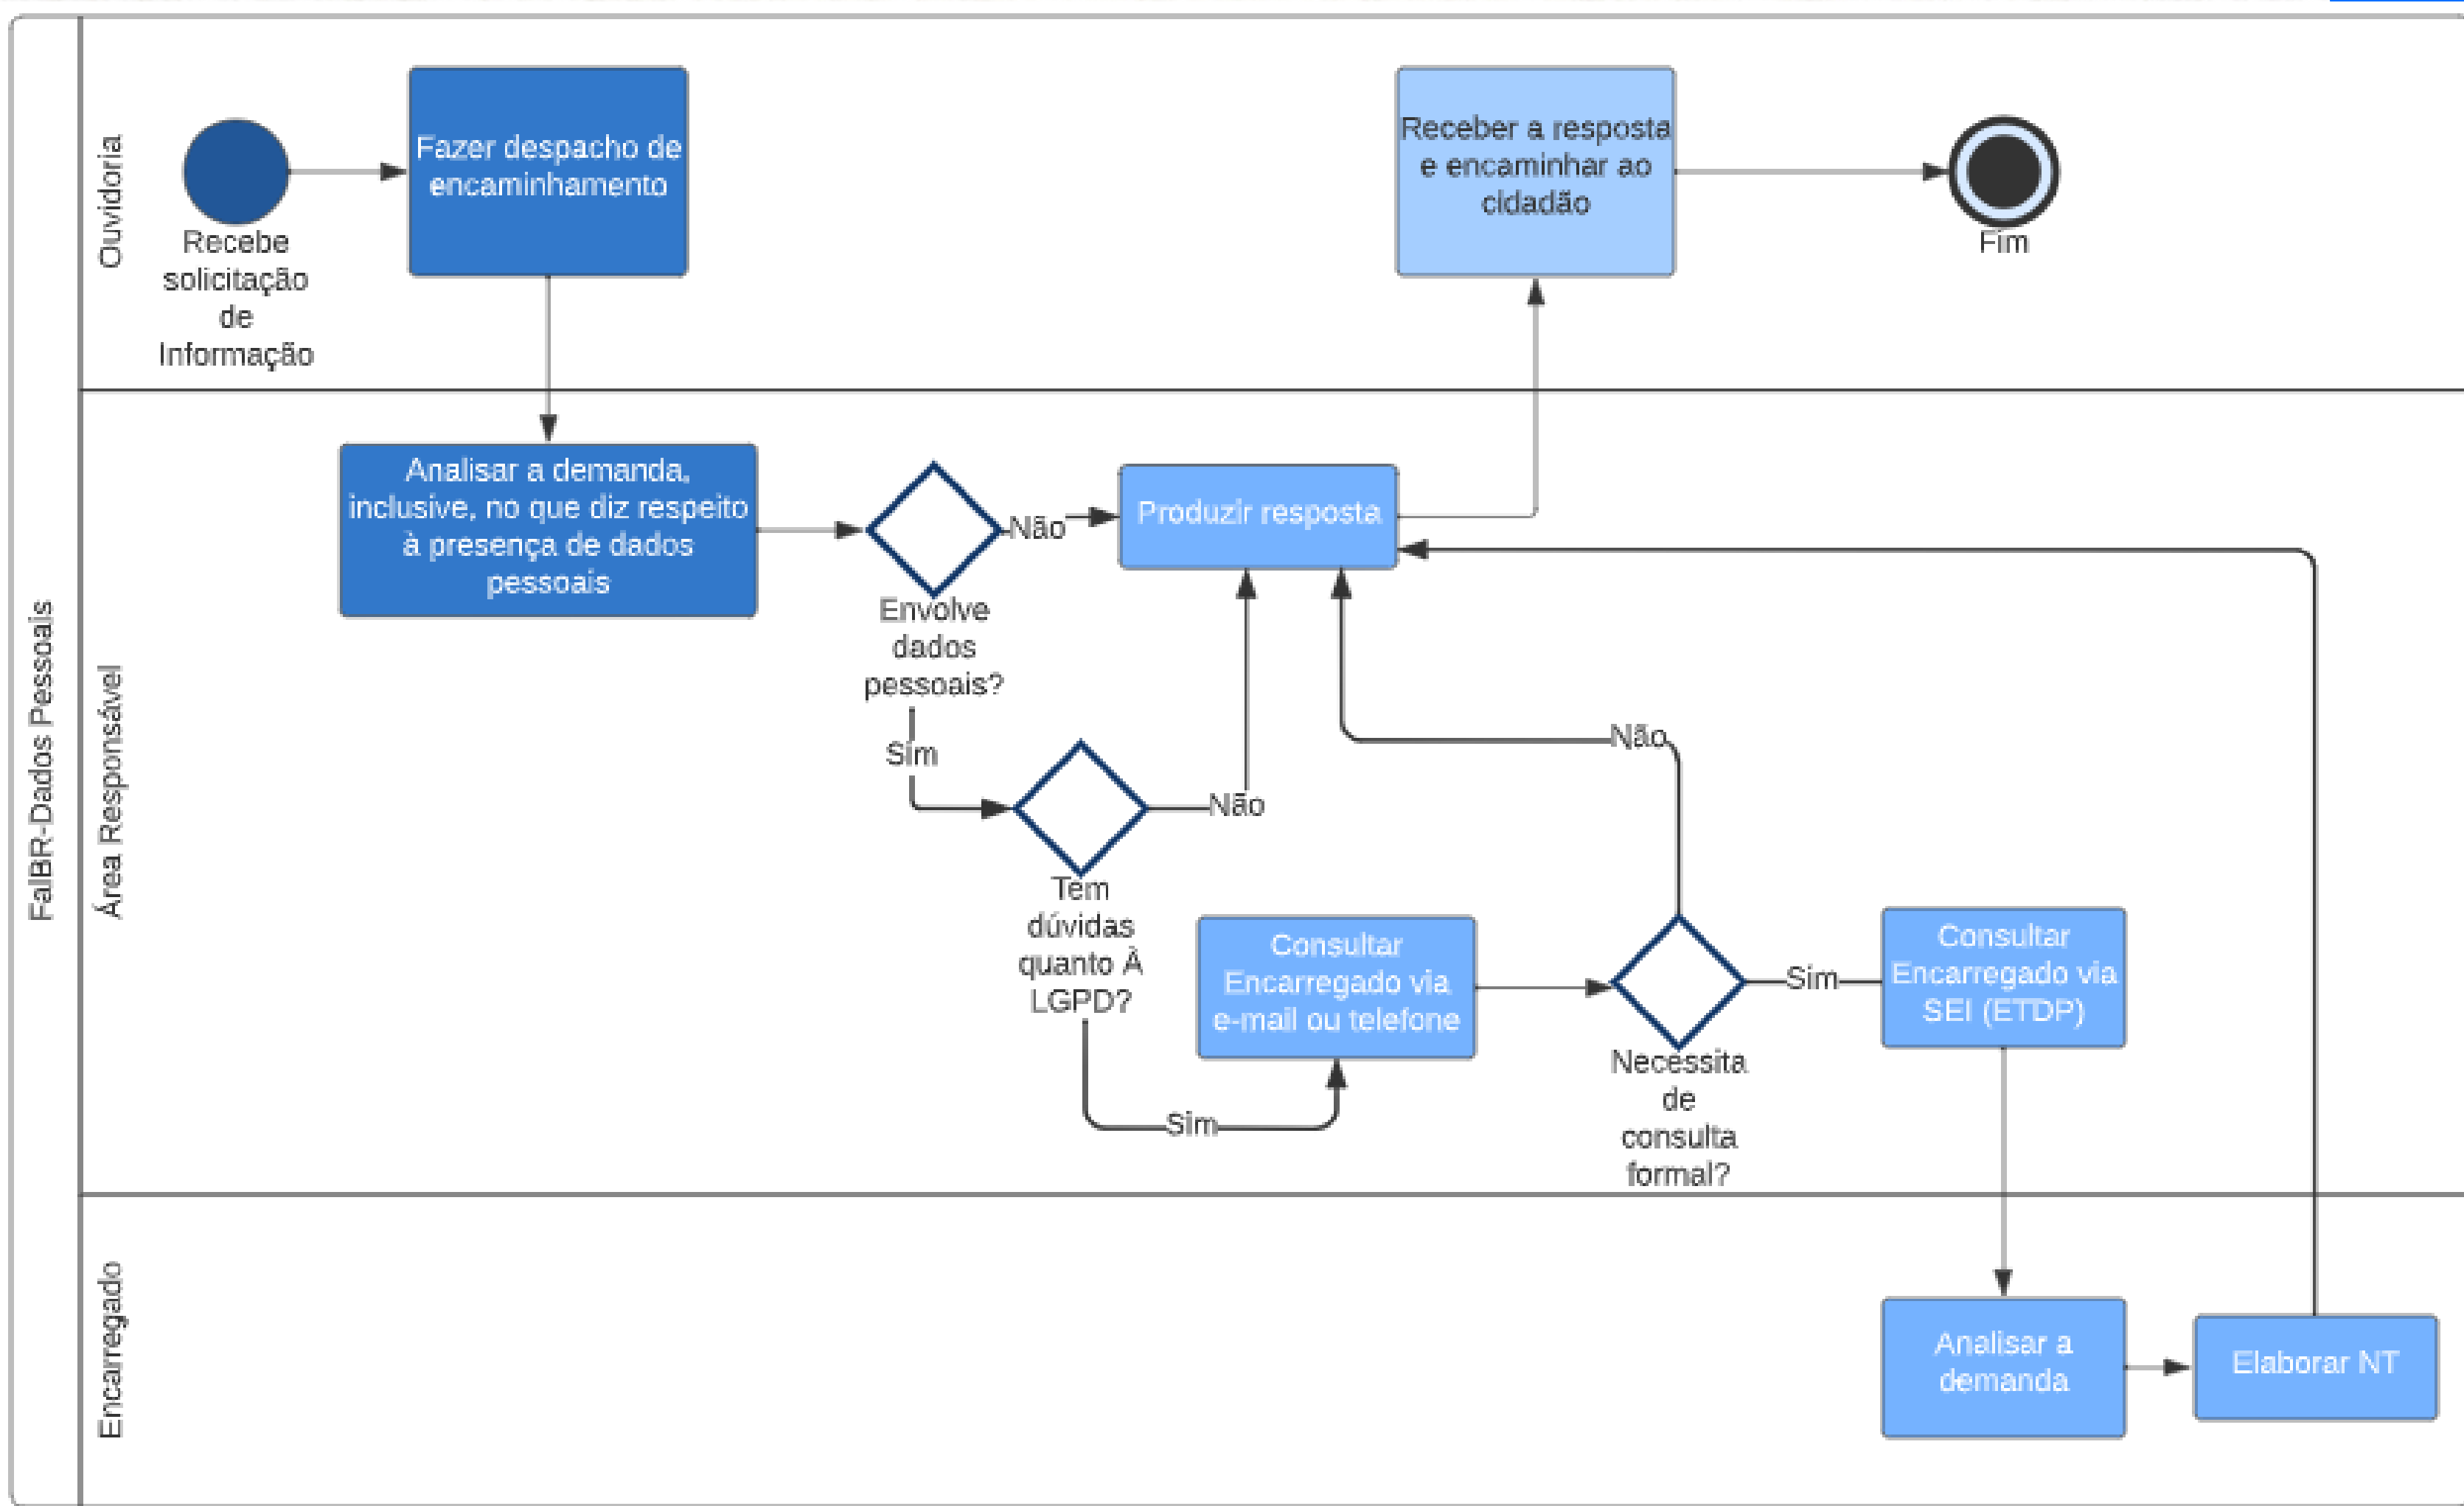 FalBR-Dados Pessoais
Ouvidoria
Recebe
solicitação
de
Informação
Fazer despacho de
encaminhamento
Receber a resposta
e encaminhar ao
cidadão
Fim
Área Responsável
Analisar a demanda,
inclusive, no que diz respeito
à presença de dados
pessoais
Envolve
dados
pessoais?
Não
Produzir resposta
Sim
Tem
dúvidas
quanto À
LGPD?
Não
Sim
Consultar
Encarregado via
e-mail ou telefone
Necessita
de
consulta
formal?
Não
Sim
Consultar
Encarregado via
SEI (ETDP)
Encarregado
Analisar a
demanda
Elaborar NT